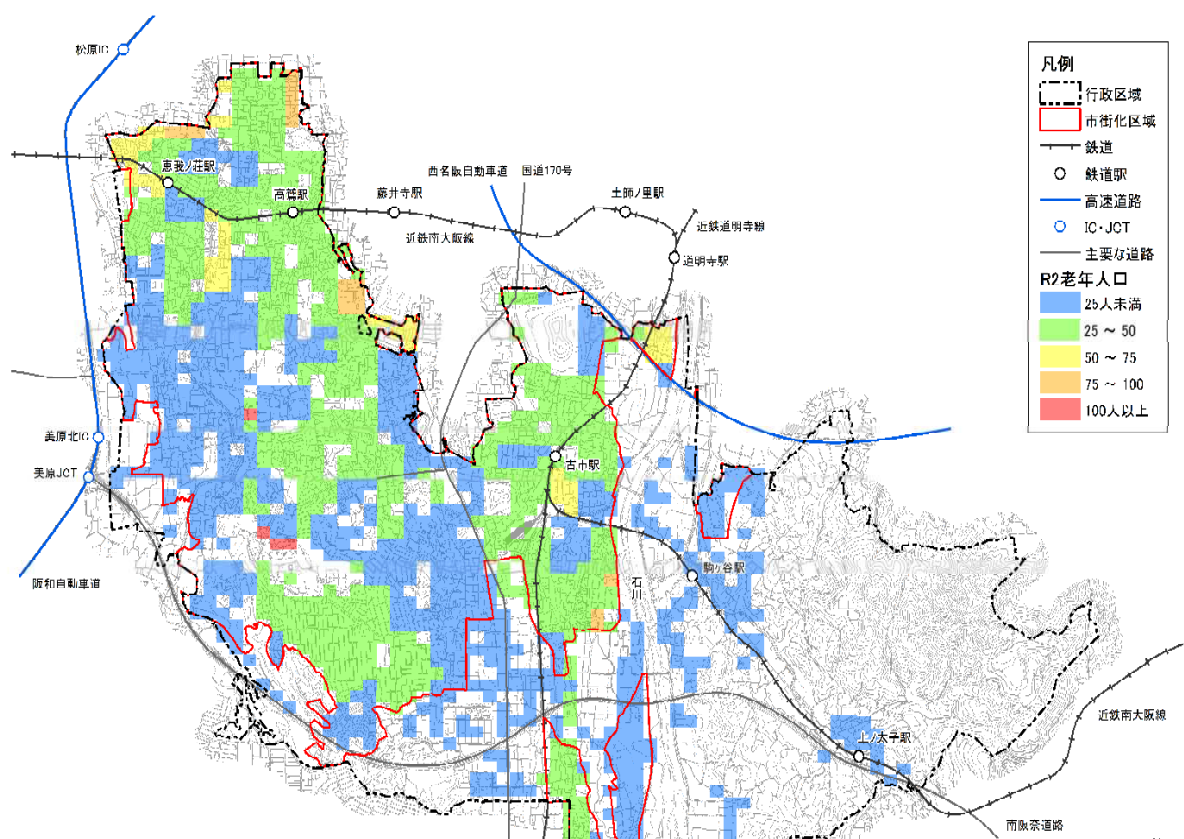 松原IC
恵我ノ荘駅
高鷲駅
藤井寺駅
西名阪自動車道
国道170号
土師ノ里駅
近鉄南大阪線
近鉄道明寺線
道明寺駅
美原北IC
美原JCT
阪和自動車道
古市駅
石川
駒ヶ谷駅
上ノ太子駅
近鉄南大阪線
南阪奈道路
凡例
行政区域
市街化区域
鉄道
鉄道駅
高速道路
IC・JCT
主要な道路
R2老年人口
25人未満
25 ~ 50
50 ~ 75
75 ~ 100
100人以上